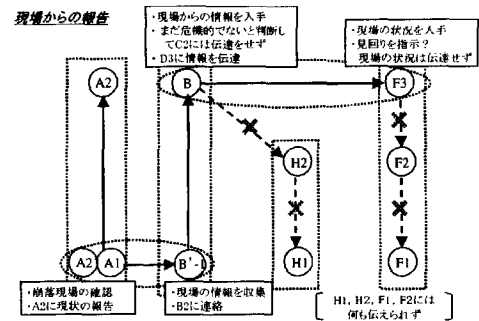 現場からの報告
・現場からの情報を入手
・まだ危機的でないと判断し
てC2には伝達をせず
・D3に情報を伝達
・現場の状況を入手
・見回りを指示？
現場の状況は伝達せず
A2
B
F3
H2
F2
A2
A1
B'-1
H1
F1
・崩落現場の確認
・A2に現状の報告
・現場の情報を収集
・B2に連絡
H1, H2, F1, F2には
何も伝えられず